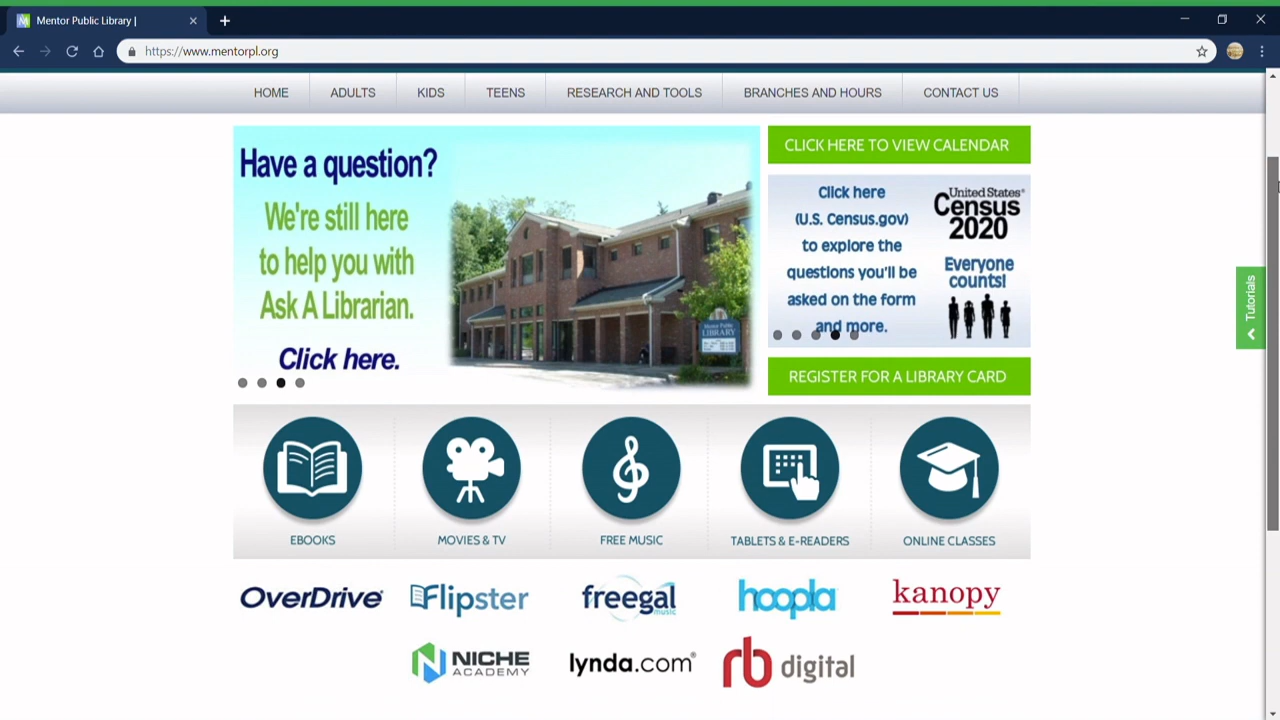 Mentor Public Library |
https://www.mentorpl.org
HOME ADULTS KIDS TEENS RESEARCH AND TOOLS BRANCHES AND HOURS CONTACT US
Have a question?
We're still here
to help you with
Ask A Librarian.
Click here.
Mentor Public
LIBRARY
CLICK HERE TO VIEW CALENDAR
Click here
(U.S. Census.gov)
to explore the
questions you'll be
asked on the form
and more.
United States®
Census
2020
Everyone
counts!
REGISTER FOR A LIBRARY CARD
Tutorials
EBOOKS MOVIES & TV FREE MUSIC TABLETS & E-READERS ONLINE CLASSES
OverDrive® Flipster freegal music hoopla kanopy
NICHE ACADEMY lynda.com® rb digital